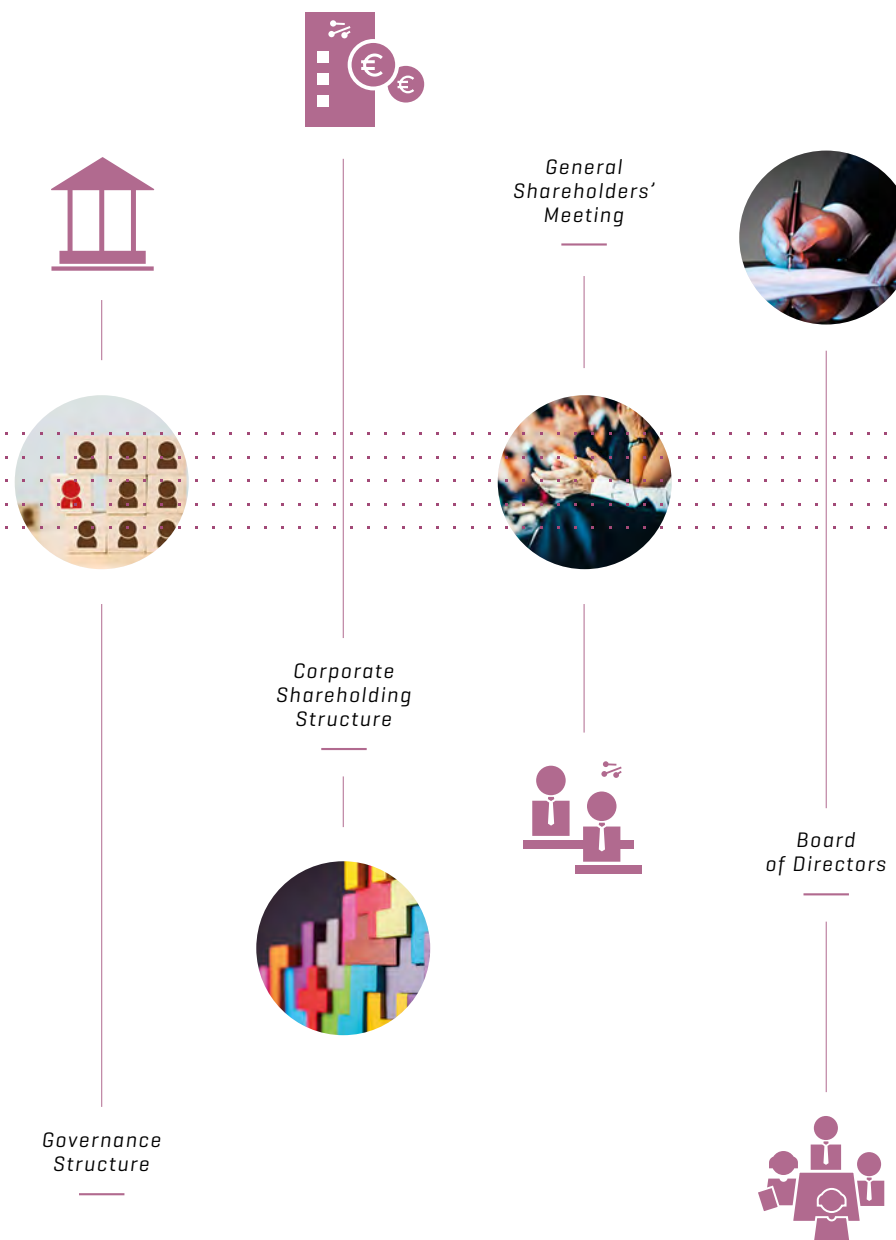 General
Shareholders’
Meeting
Corporate
Shareholding
Structure
Board
of Directors
Governance
Structure